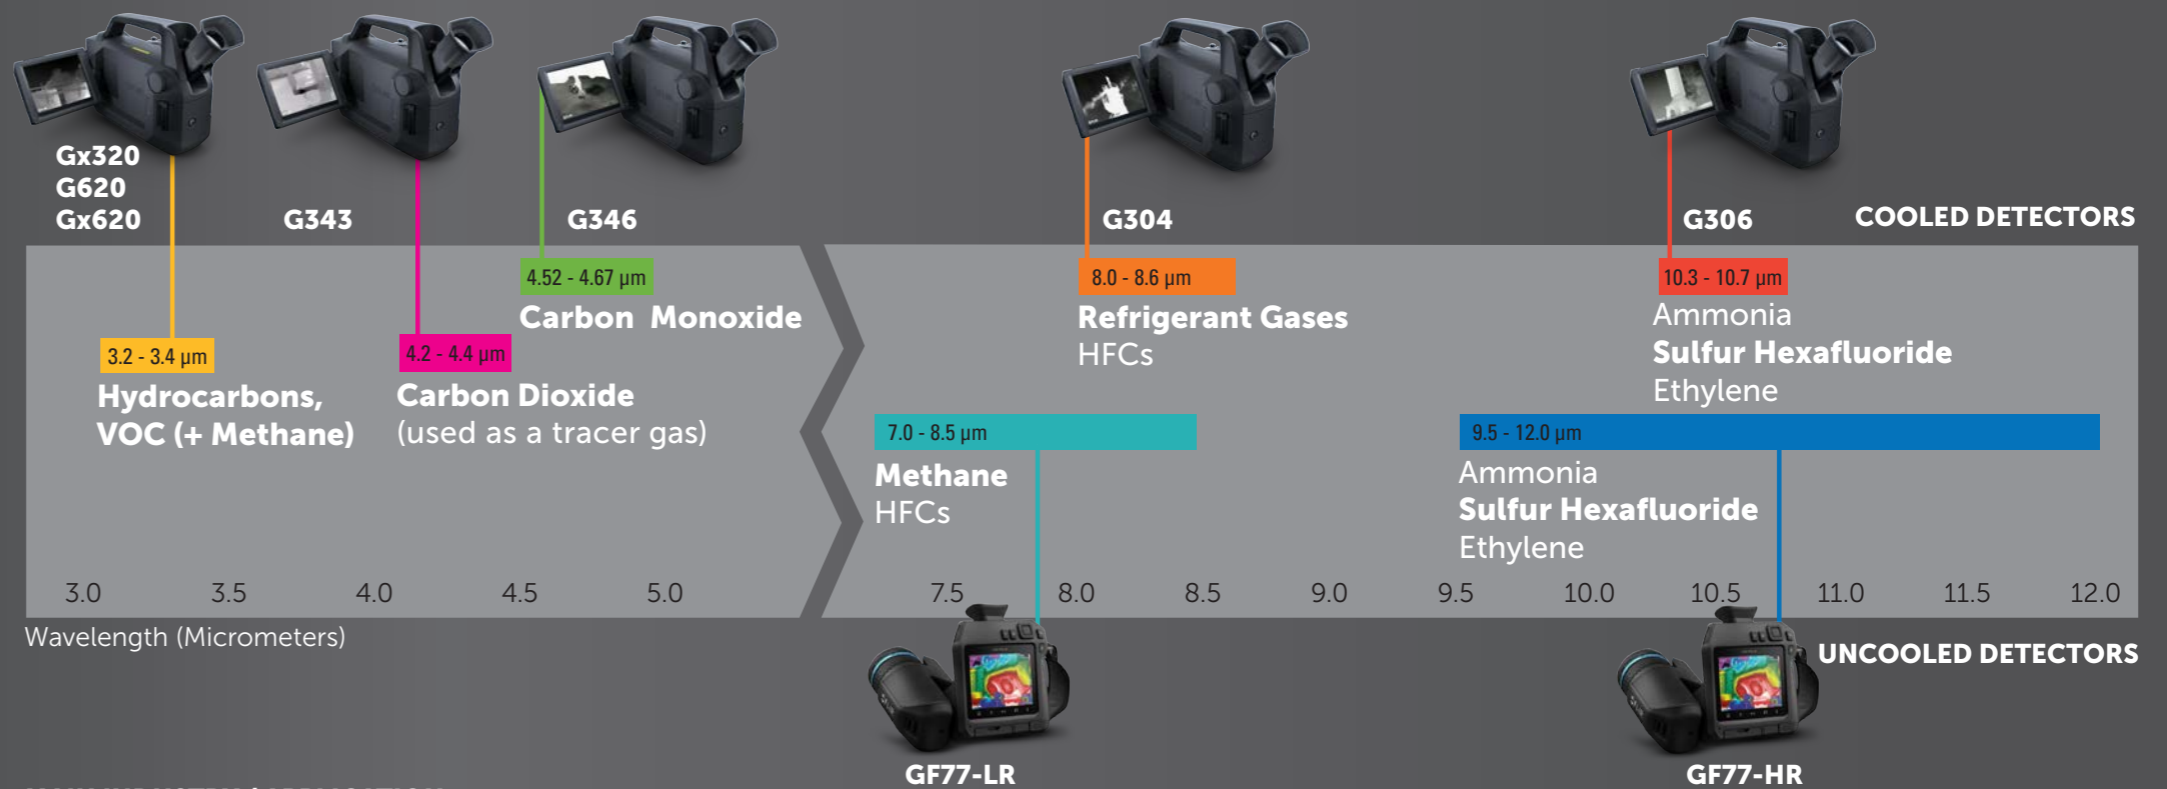 Gx320
G620
Gx620
G343
G346
G304
G306
COOLED DETECTORS
4.52 - 4.67 µm
Carbon Monoxide
8.0 - 8.6 µm
Refrigerant Gases
HFCs
10.3 - 10.7 µm
Ammonia
Sulfur Hexafluoride
Ethylene
3.2 - 3.4 µm
Hydrocarbons,
VOC (+ Methane)
4.2 - 4.4 µm
Carbon Dioxide
(used as a tracer gas)
7.0 - 8.5 µm
Methane
HFCs
9.5 - 12.0 µm
Ammonia
Sulfur Hexafluoride
Ethylene
3.0 3.5 4.0 4.5 5.0 7.5 8.0 8.5 9.0 9.5 10.0 10.5 11.0 11.5 12.0
Wavelength (Micrometers)
UNCOOLED DETECTORS
GF77-LR
GF77-HR